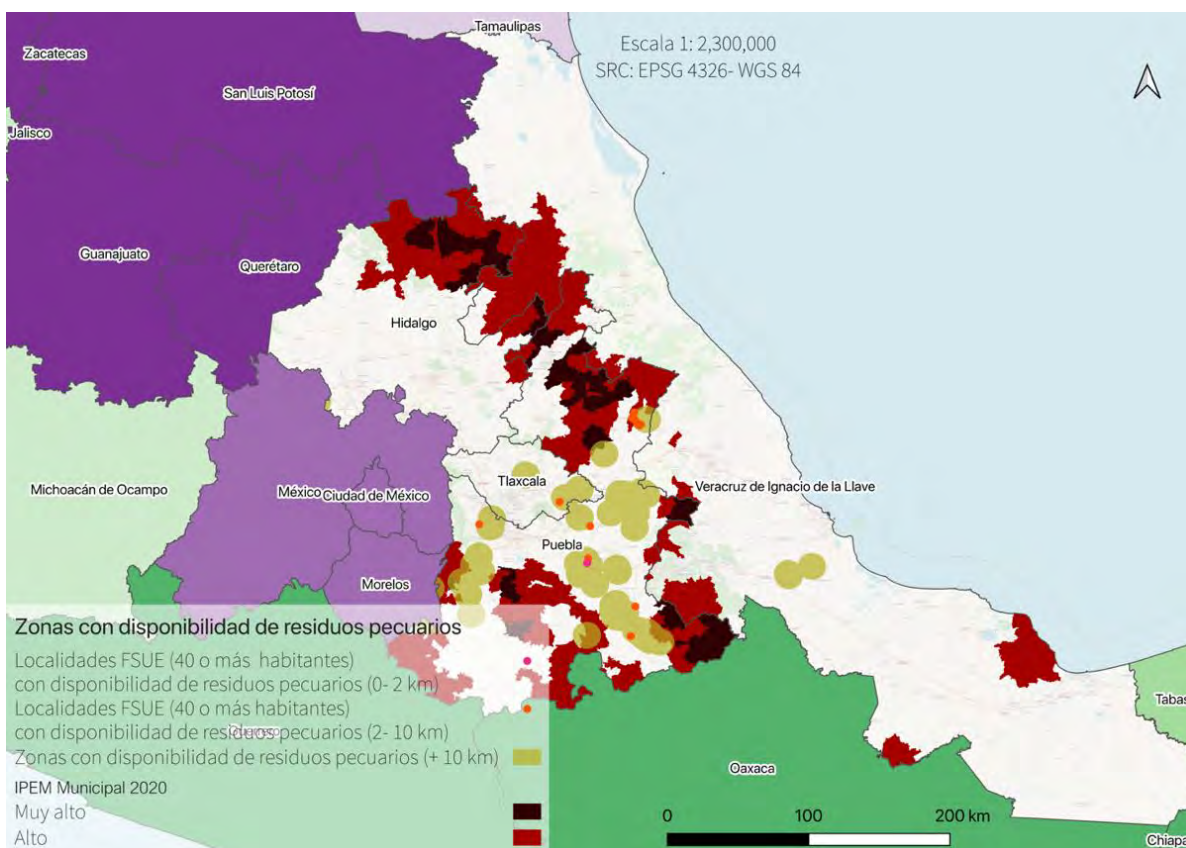 Tamaulipas
Escala 1: 2,300,000
SRC: EPSG 4326- WGS 84
Zacatecas
San Luis Potosí
Jalisco
Guanajuato
Querétaro
Hidalgo
Michoacán de Ocampo
México
Ciudad de México
Tlaxcala
Veracruz de Ignacio de la Llave
Puebla
Morelos
Zonas con disponibilidad de residuos pecuarios
Localidades FSUE (40 o más habitantes)
con disponibilidad de residuos pecuarios (0- 2 km)
Localidades FSUE (40 o más habitantes)
con disponibilidad de residuos pecuarios (2- 10 km)
Zonas con disponibilidad de residuos pecuarios (+ 10 km)
IPEM Municipal 2020
Muy alto
Alto
Oaxaca
Tabas
Chiapa
0 100 200 km